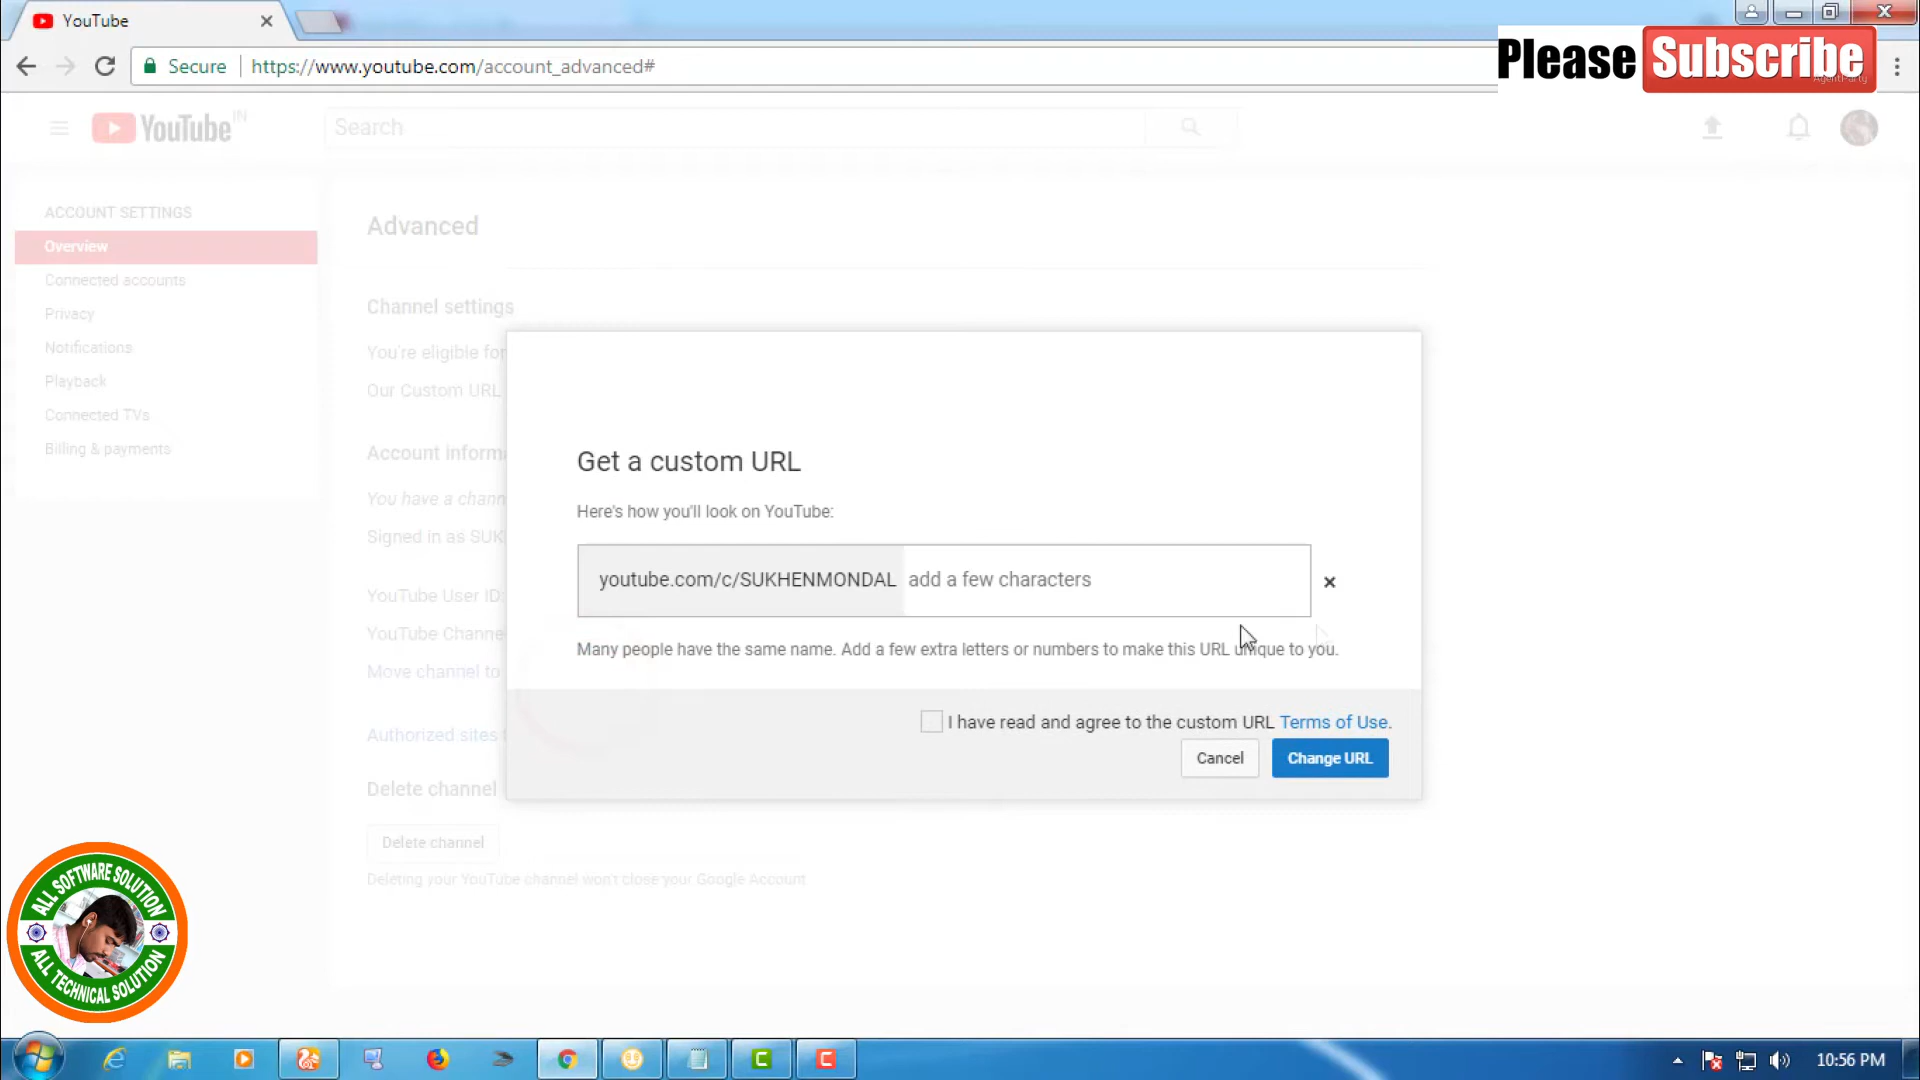 YouTube
Secure
https://www.youtube.com/account_advanced#
Please Subscribe
AgentParty
YouTube IN
Search
ACCOUNT SETTINGS
Overview
Connected accounts
Privacy
Notifications
Playback
Connected TVs
Billing & payments
Advanced
Channel settings
You're eligible for
Our Custom URL
Account inform
You have a chann
Signed in as SUK
YouTube User ID:
YouTube Channe
Move channel to
Authorized sites
Delete channel
Delete channel
Deleting your YouTube channel won't close your Google Account
Get a custom URL
Here's how you'll look on YouTube:
youtube.com/c/SUKHENMONDAL add a few characters
Many people have the same name. Add a few extra letters or numbers to make this URL unique to you.
I have read and agree to the custom URL Terms of Use.
Cancel
Change URL
ALL SOFTWARE SOLUTION
ALL TECHNICAL SOLUTION
10:56 PM